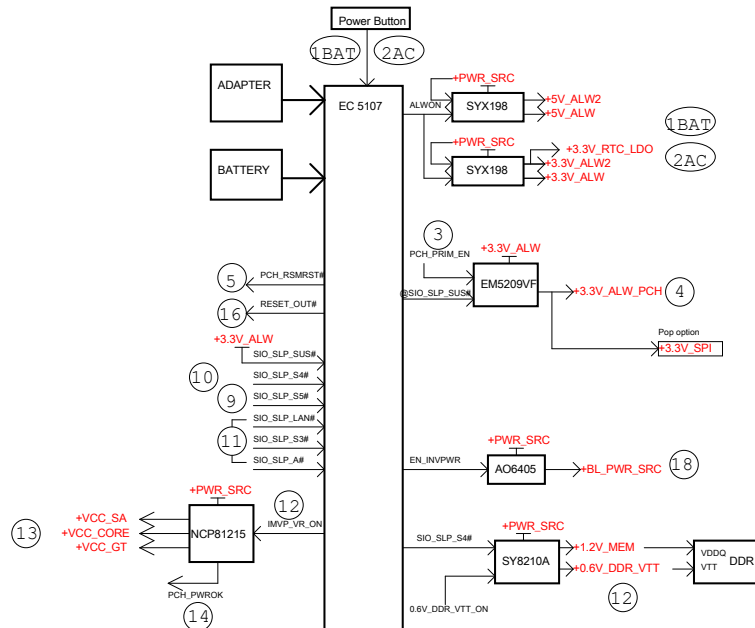 Power Button
1BAT
2AC
ADAPTER
EC 5107
ALWON
+PWR_SRC
SYX198
+5V_ALW2
+5V_ALW
1BAT
+PWR_SRC
+3.3V_RTC_LDO
2AC
BATTERY
SYX198
+3.3V_ALW2
+3.3V_ALW
3
PCH_PRIM_EN
+3.3V_ALW
5
PCH_RSMRST#
EM5209VF
@SIO_SLP_SUS#
+3.3V_ALW_PCH
4
16
RESET_OUT#
Pop option
+3.3V_SPI
+3.3V_ALW
SIO_SLP_SUS#
10
SIO_SLP_S4#
9
SIO_SLP_S5#
SIO_SLP_LAN#
11
SIO_SLP_S3#
SIO_SLP_A#
+PWR_SRC
EN_INVPWR
AO6405
+BL_PWR_SRC
18
+PWR_SRC
12
13
+VCC_SA
+VCC_CORE
+VCC_GT
NCP81215
IMVP_VR_ON
+PWR_SRC
SIO_SLP_S4#
SY8210A
+1.2V_MEM
+0.6V_DDR_VTT
VDDQ
VTT
DDR
PCH_PWROK
14
0.6V_DDR_VTT_ON
12